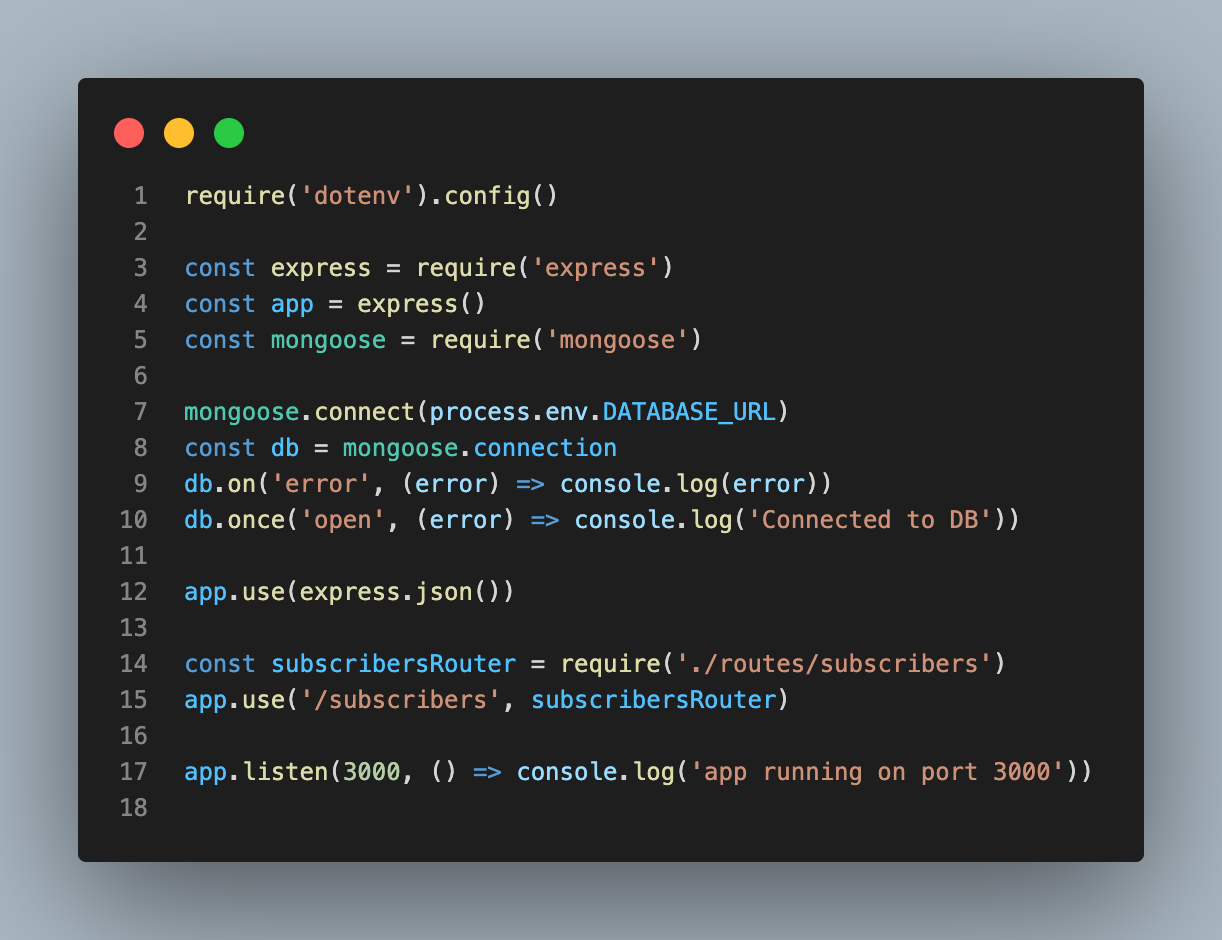 1 require('dotenv').config()
2
3 const express = require('express')
4 const app = express()
5 const mongoose = require('mongoose')
6
7 mongoose.connect(process.env.DATABASE_URL)
8 const db = mongoose.connection
9 db.on('error', (error) => console.log(error))
10 db.once('open', (error) => console.log('Connected to DB'))
11
12 app.use(express.json())
13
14 const subscribersRouter = require('./routes/subscribers')
15 app.use('/subscribers', subscribersRouter)
16
17 app.listen(3000, () => console.log('app running on port 3000'))
18